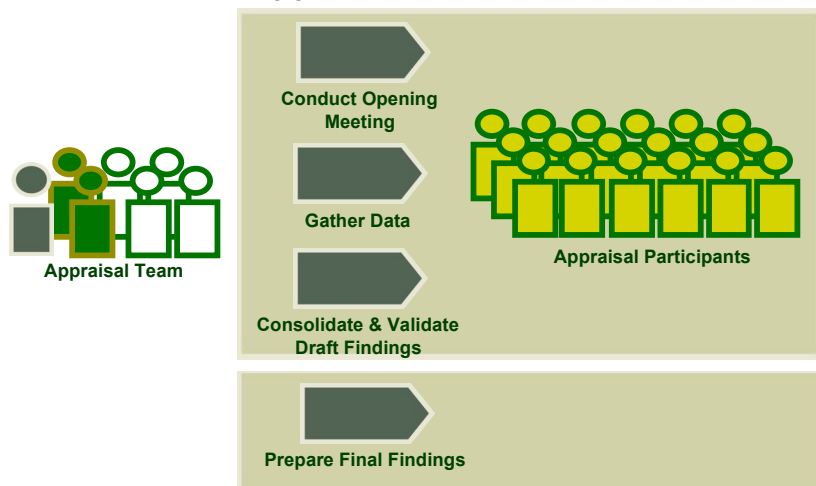 Conduct Opening
Meeting
Gather Data
Appraisal Participants
Appraisal Team
Consolidate & Validate
Draft Findings
Prepare Final Findings